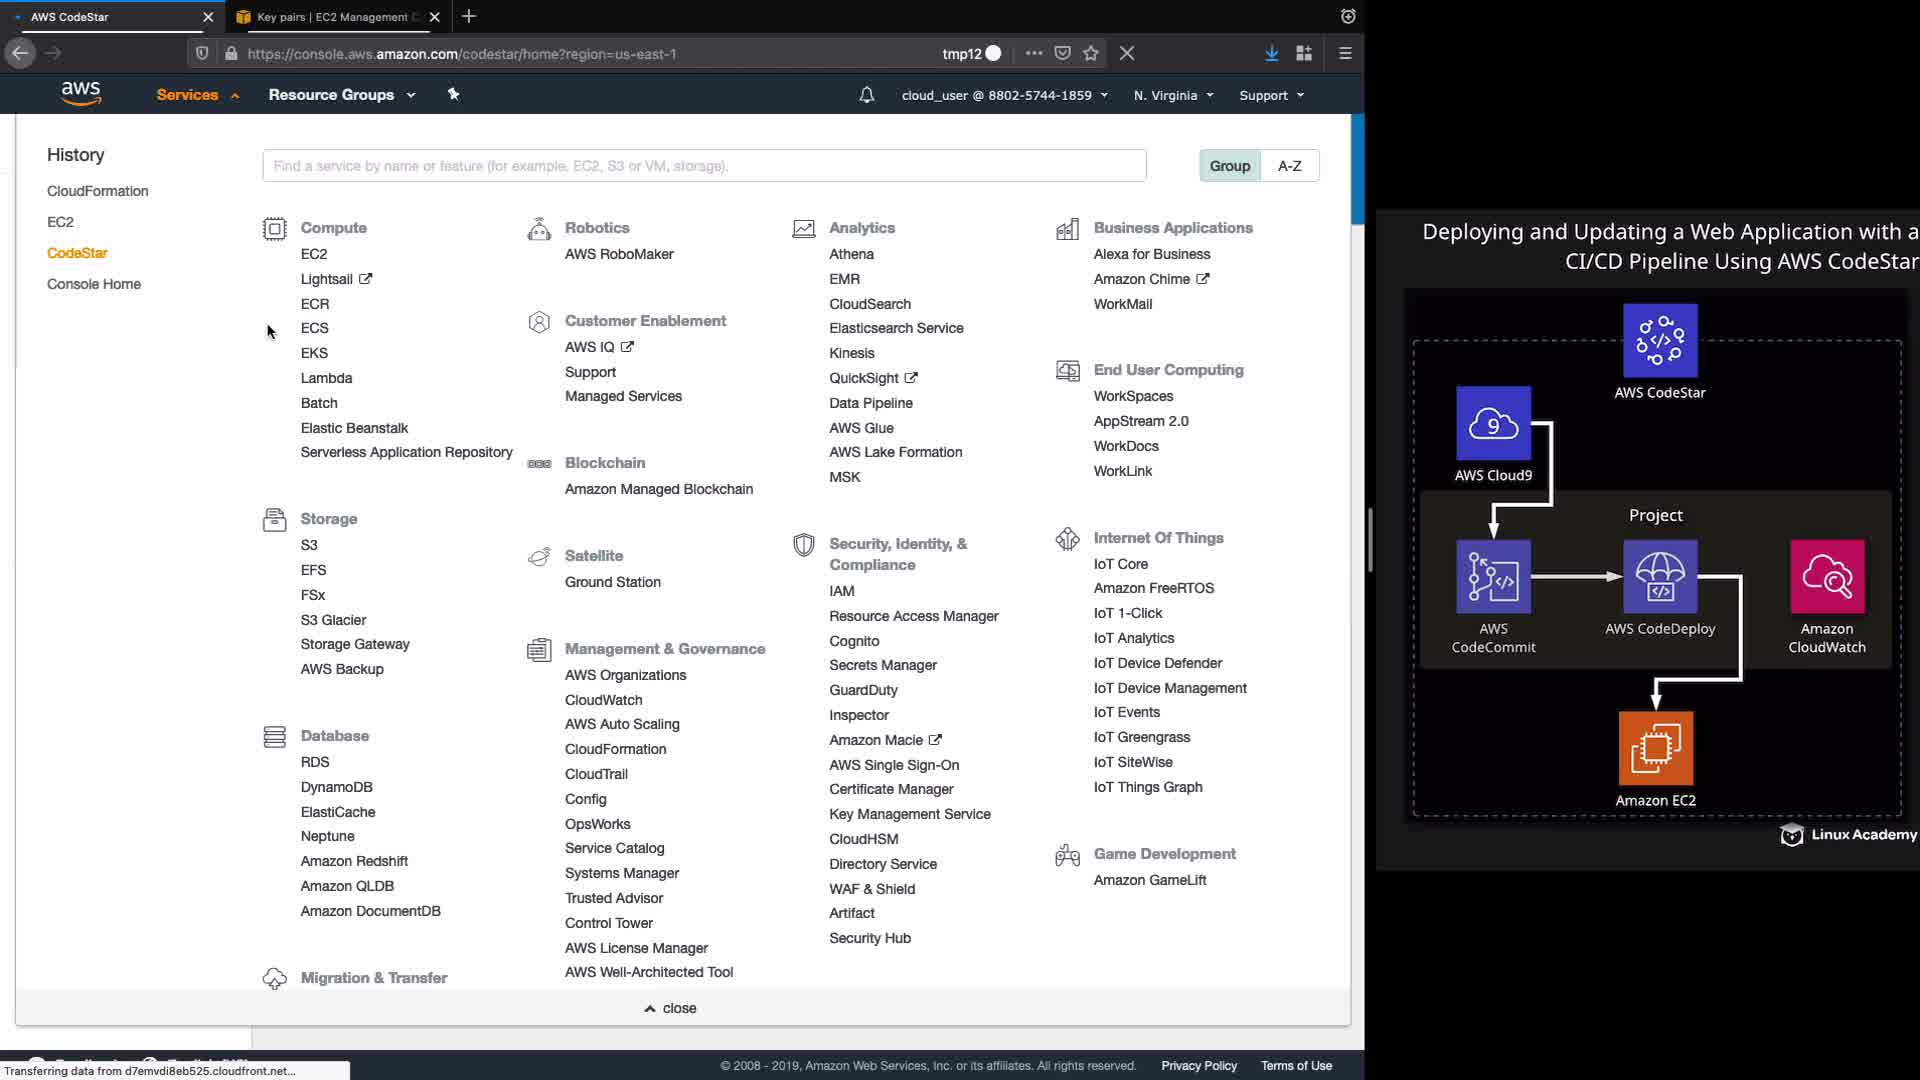 AWS CodeStar
Key pairs | EC2 Management C
https://console.aws.amazon.com/codestar/home?region=us-east-1
tmp12
aws
Services
Resource Groups
cloud_user @ 8802-5744-1859
N. Virginia
Support
History
CloudFormation
EC2
CodeStar
Console Home
Find a service by name or feature (for example, EC2, S3 or VM, storage).
Group
A-Z
Compute
EC2
Lightsail
ECR
ECS
EKS
Lambda
Batch
Elastic Beanstalk
Serverless Application Repository
Storage
S3
EFS
FSx
S3 Glacier
Storage Gateway
AWS Backup
Database
RDS
DynamoDB
ElastiCache
Neptune
Amazon Redshift
Amazon QLDB
Amazon DocumentDB
Migration & Transfer
Robotics
AWS RoboMaker
Customer Enablement
AWS IQ
Support
Managed Services
Blockchain
Amazon Managed Blockchain
Satellite
Ground Station
Management & Governance
AWS Organizations
CloudWatch
AWS Auto Scaling
CloudFormation
CloudTrail
Config
OpsWorks
Service Catalog
Systems Manager
Trusted Advisor
Control Tower
AWS License Manager
AWS Well-Architected Tool
Analytics
Athena
EMR
CloudSearch
Elasticsearch Service
Kinesis
QuickSight
Data Pipeline
AWS Glue
AWS Lake Formation
MSK
Security, Identity, &
Compliance
IAM
Resource Access Manager
Cognito
Secrets Manager
GuardDuty
Inspector
Amazon Macie
AWS Single Sign-On
Certificate Manager
Key Management Service
CloudHSM
Directory Service
WAF & Shield
Artifact
Security Hub
Business Applications
Alexa for Business
Amazon Chime
WorkMail
End User Computing
WorkSpaces
AppStream 2.0
WorkDocs
WorkLink
Internet Of Things
IoT Core
Amazon FreeRTOS
IoT 1-Click
IoT Analytics
IoT Device Defender
IoT Device Management
IoT Events
IoT Greengrass
IoT SiteWise
IoT Things Graph
Game Development
Amazon GameLift
close
Transferring data from d7emvdi8eb525.cloudfront.net...
© 2008 - 2019, Amazon Web Services, Inc. or its affiliates. All rights reserved.
Privacy Policy
Terms of Use
Deploying and Updating a Web Application with a
CI/CD Pipeline Using AWS CodeStar
AWS CodeStar
9
AWS Cloud9
Project
AWS
CodeCommit
AWS CodeDeploy
Amazon
CloudWatch
Amazon EC2
Linux Academy